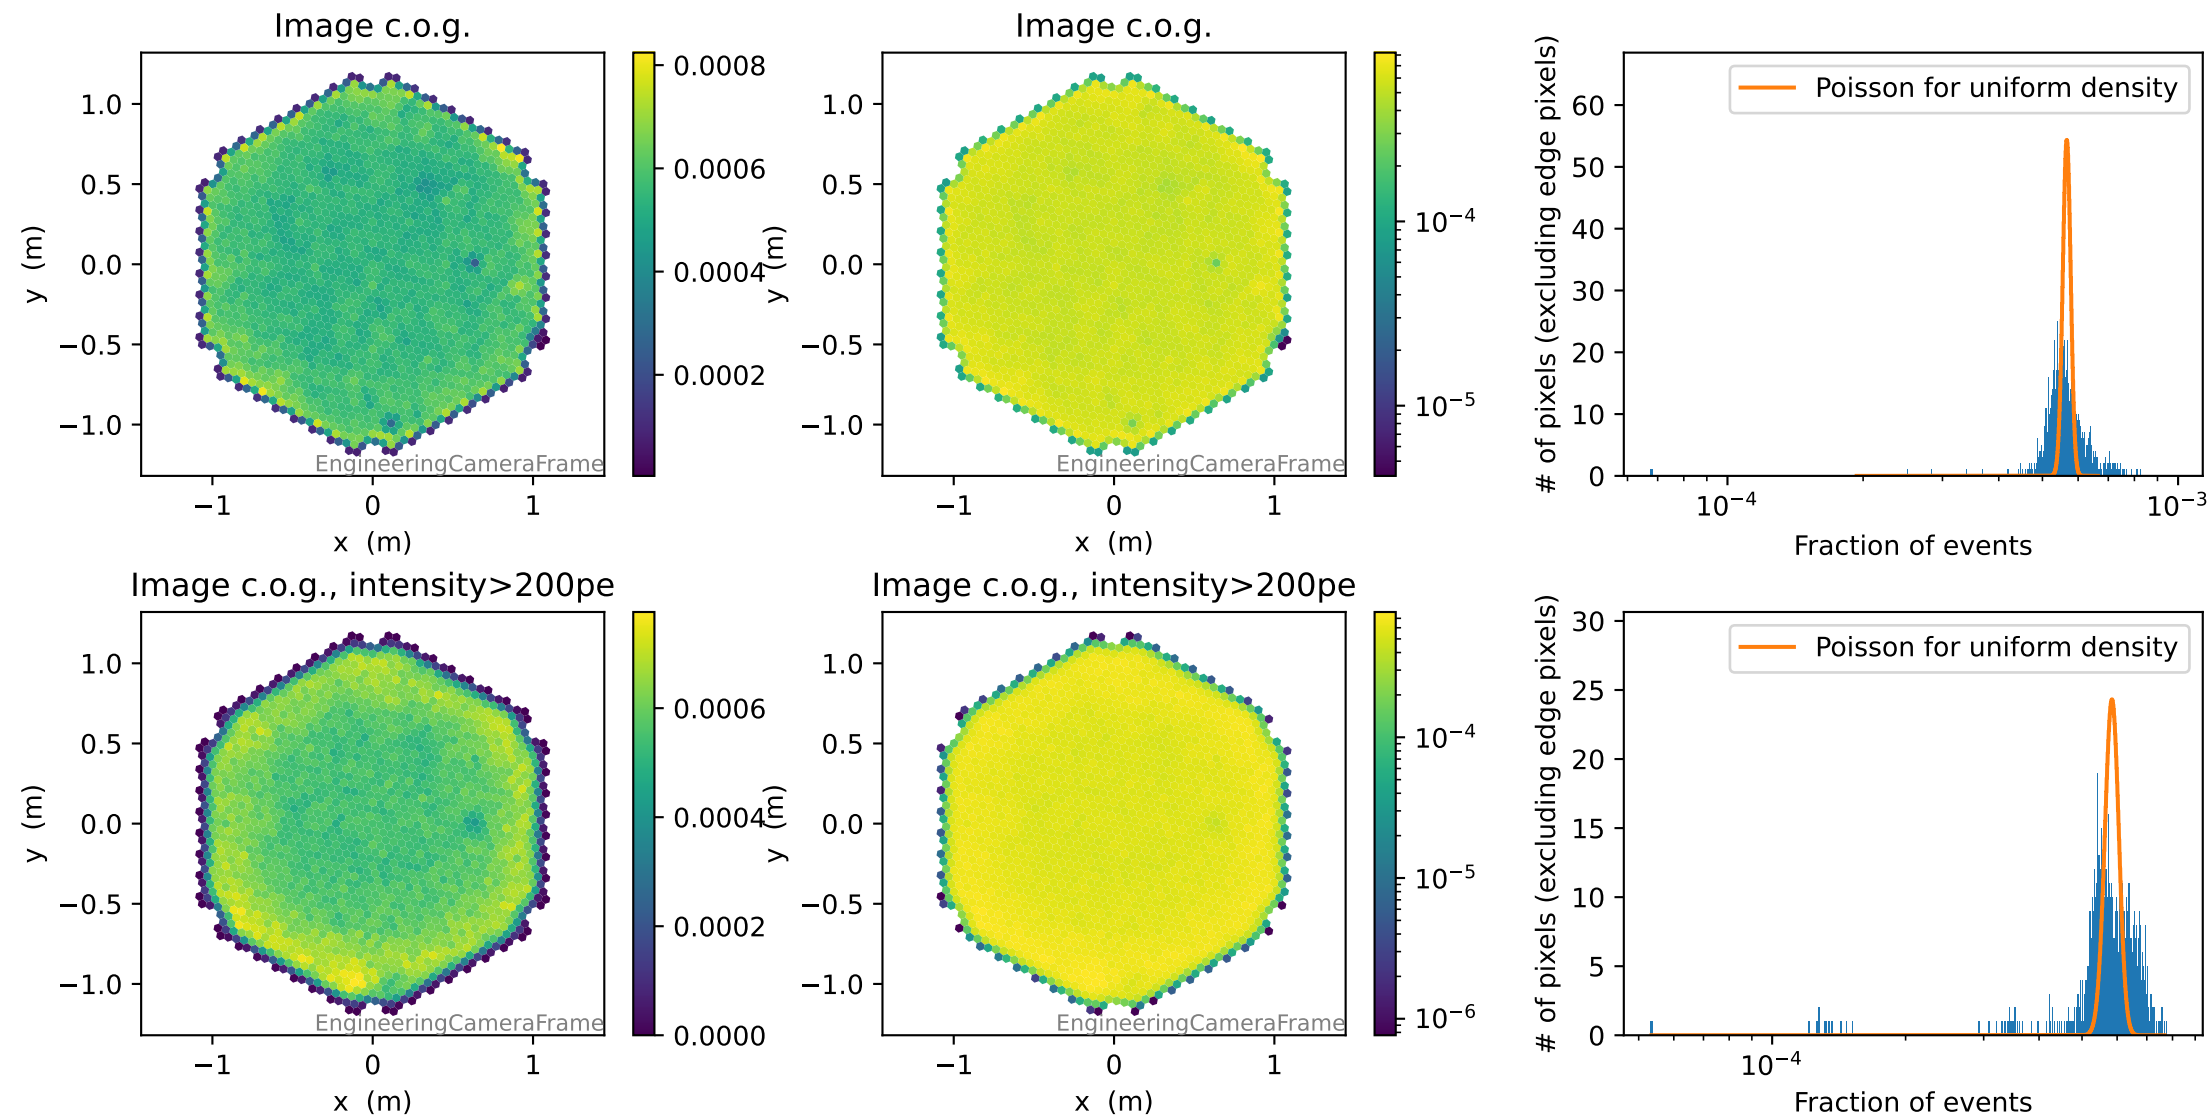 Image c.o.g.
y (m)
1.0
0.5
0.0
−0.5
−1.0
−1 0 1
x (m)
EngineeringCameraFrame
0.0008
0.0006
0.0004
0.0002
Image c.o.g.
y (m)
1.0
0.5
0.0
−0.5
−1.0
−1 0 1
x (m)
EngineeringCameraFrame
10−4
10−5
# of pixels (excluding edge pixels)
60
50
40
30
20
10
0
Poisson for uniform density
10−4 10−3
Fraction of events
Image c.o.g., intensity>200pe
y (m)
1.0
0.5
0.0
−0.5
−1.0
−1 0 1
x (m)
EngineeringCameraFrame
0.0006
0.0004
0.0002
0.0000
Image c.o.g., intensity>200pe
y (m)
1.0
0.5
0.0
−0.5
−1.0
−1 0 1
x (m)
EngineeringCameraFrame
10−4
10−5
10−6
# of pixels (excluding edge pixels)
30
25
20
15
10
5
0
Poisson for uniform density
10−4
Fraction of events